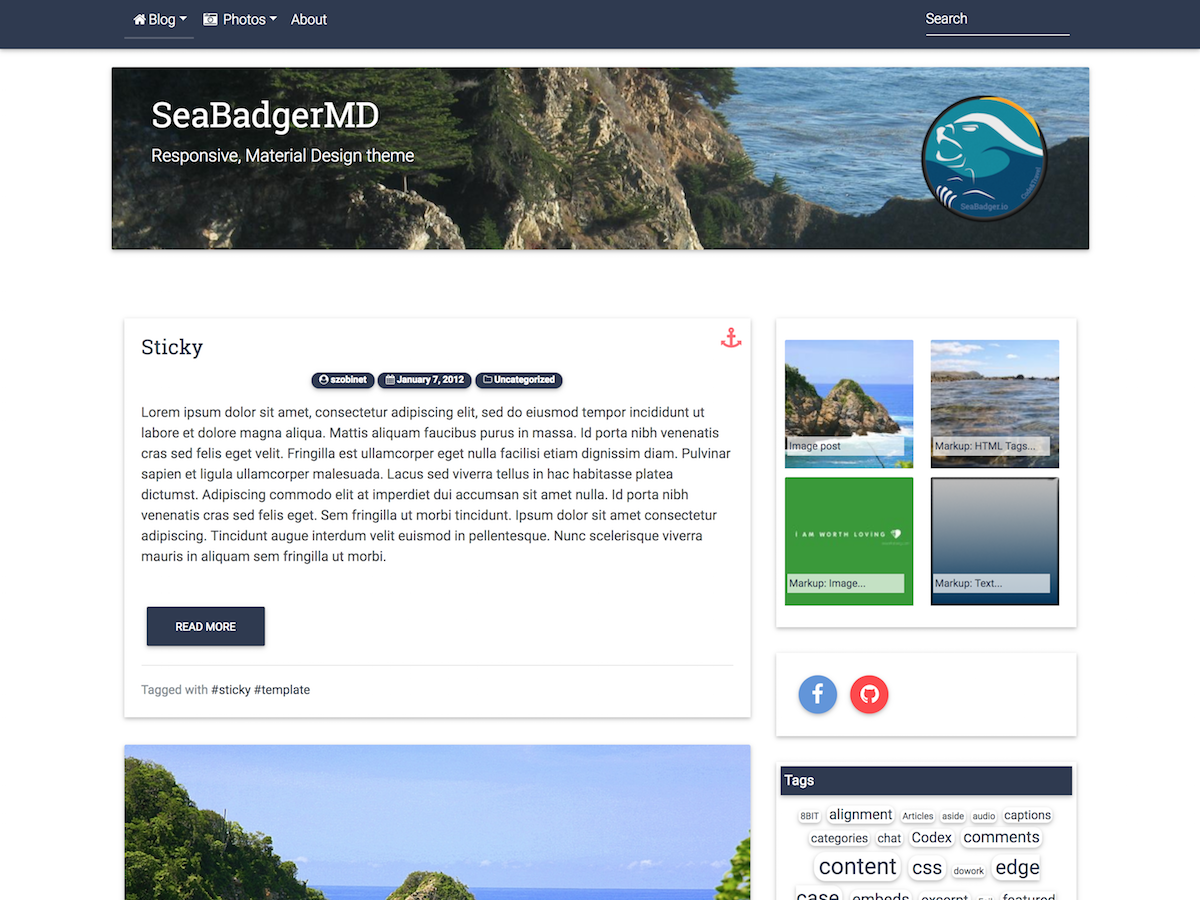 Blog Photos About Search
SeaBadgerMD
Responsive, Material Design theme
SeaBadger.io
Sticky
szobinet January 7, 2012 Uncategorized
Lorem ipsum dolor sit amet, consectetur adipiscing elit, sed do eiusmod tempor incididunt ut
labore et dolore magna aliqua. Mattis aliquam faucibus purus in massa. Id porta nibh venenatis
cras sed felis eget velit. Fringilla est ullamcorper eget nulla facilisi etiam dignissim diam. Pulvinar
sapien et ligula ullamcorper malesuada. Lacus sed viverra tellus in hac habitasse platea
dictumst. Adipiscing commodo elit at imperdiet dui accumsan sit amet nulla. Id porta nibh
venenatis cras sed felis eget. Sem fringilla ut morbi tincidunt. Ipsum dolor sit amet consectetur
adipiscing. Tincidunt augue interdum velit euismod in pellentesque. Nunc scelerisque viverra
mauris in aliquam sem fringilla ut morbi.
READ MORE
Tagged with #sticky #template
Image post
Markup: HTML Tags...
I AM WORTH LOVING
Markup: Image...
Markup: Text...
Tags
8BIT alignment Articles aside audio captions
categories chat Codex comments
content css dowork edge
case embeds excerpt featured